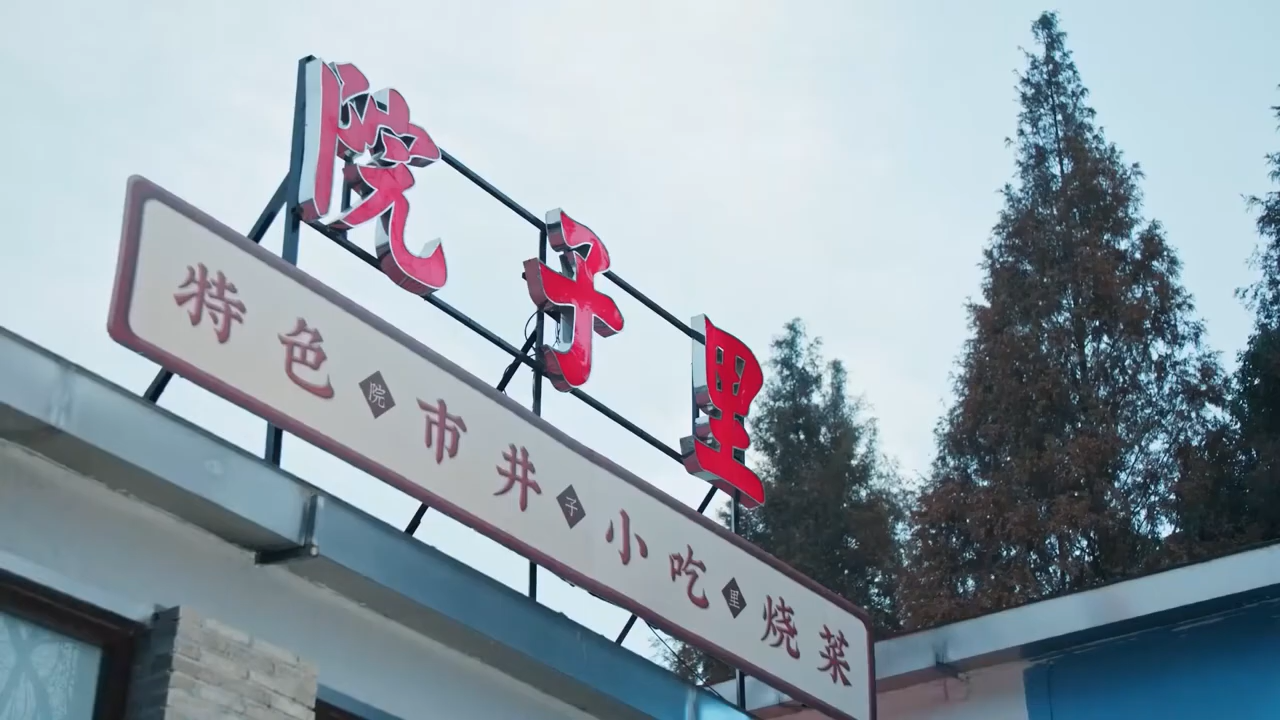 院子里
特色 院 市井 子 小吃 里 烧菜